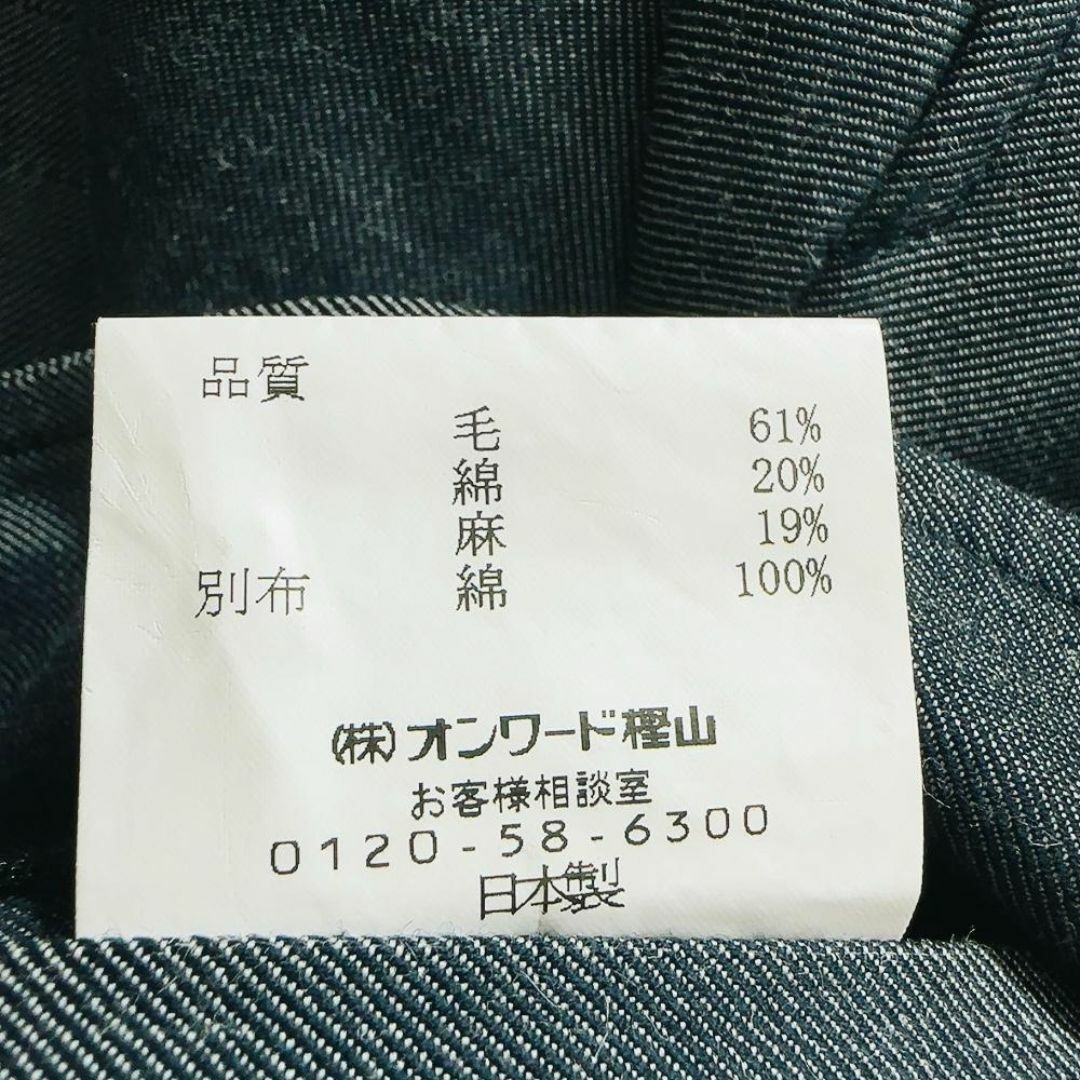 品質
毛 61%
綿 20%
麻 19%
別布 綿 100%
(株)オンワード樫山
お客様相談室
0120-58-6300
日本製